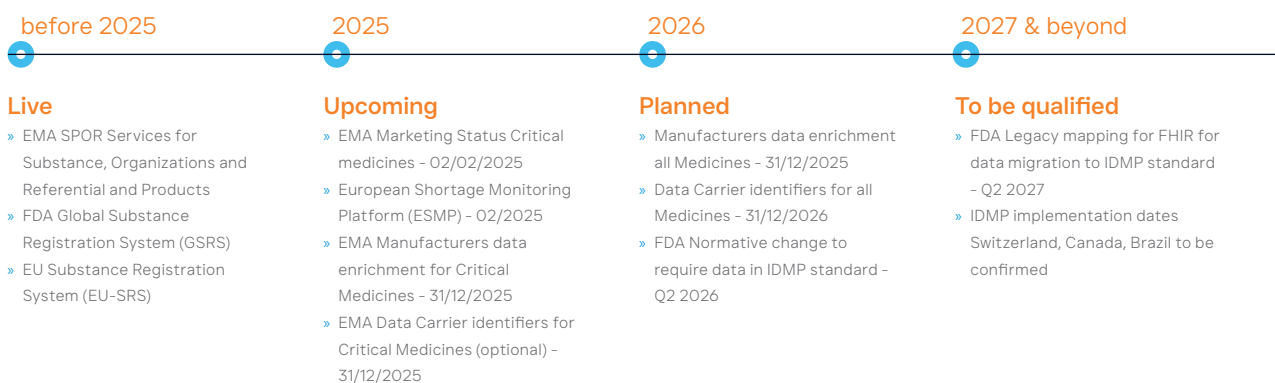 before 2025
2025
2026
2027 & beyond
Live
» EMA SPOR Services for
Substance, Organizations and
Referential and Products
» FDA Global Substance
Registration System (GSRS)
» EU Substance Registration
System (EU-SRS)
Upcoming
» EMA Marketing Status Critical
medicines - 02/02/2025
» European Shortage Monitoring
Platform (ESMP) - 02/2025
» EMA Manufacturers data
enrichment for Critical
Medicines - 31/12/2025
» EMA Data Carrier identifiers for
Critical Medicines (optional) -
31/12/2025
Planned
» Manufacturers data enrichment
all Medicines - 31/12/2025
» Data Carrier identifiers for all
Medicines - 31/12/2026
» FDA Normative change to
require data in IDMP standard -
Q2 2026
To be qualified
» FDA Legacy mapping for FHIR for
data migration to IDMP standard
- Q2 2027
» IDMP implementation dates
Switzerland, Canada, Brazil to be
confirmed